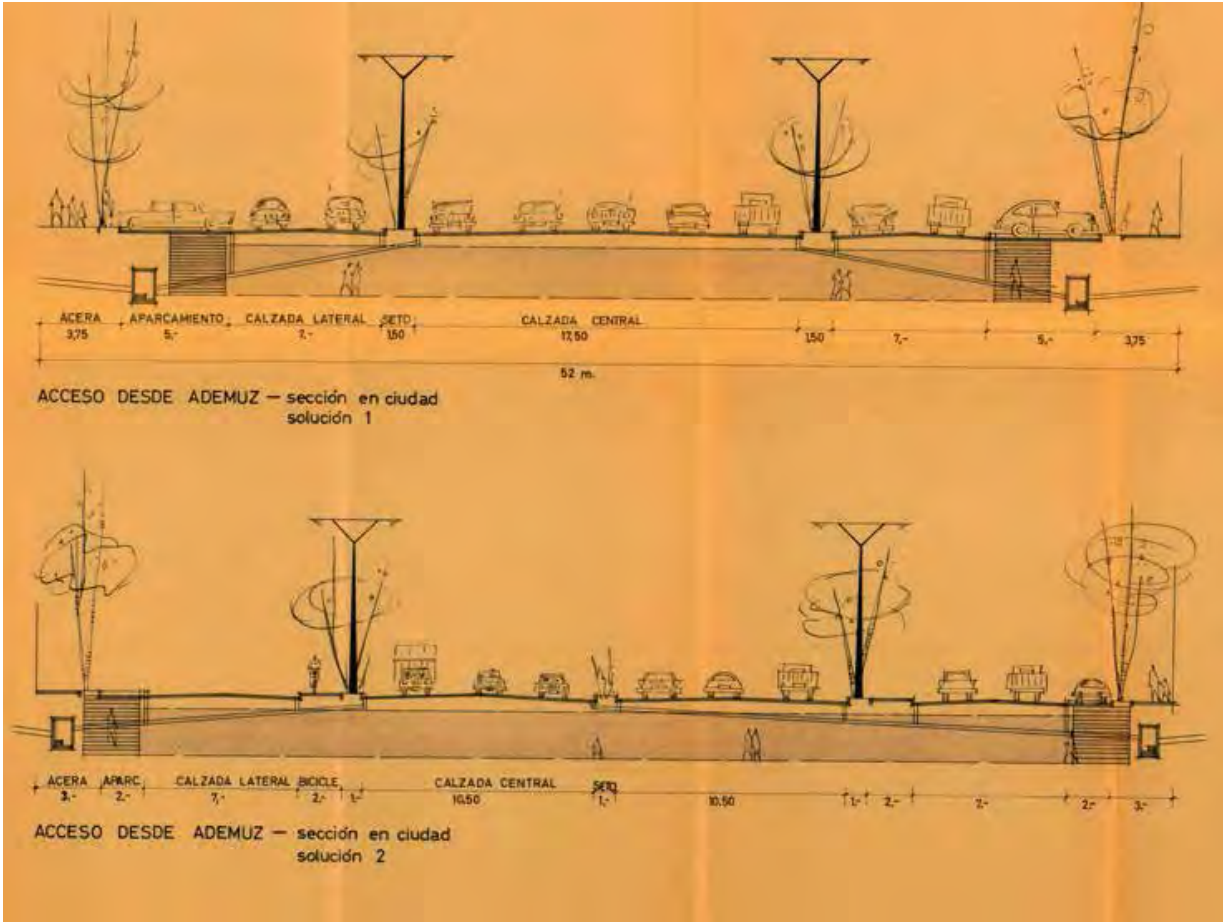 ACERA APARCAMIENTO CALZADA LATERAL SETO CALZADA CENTRAL
3,75 5,- 7,- 1,50 17,50 1,50 7,- 5,- 3,75
52 m.
ACCESO DESDE ADEMUZ — sección en ciudad
solución 1
ACERA APARC. CALZADA LATERAL BICICLE. CALZADA CENTRAL SETO
3.- 2,- 7,- 2,- 1,- 10,50 1,- 10.50 1,- 2,- 7,- 2,- 3,-
ACCESO DESDE ADEMUZ — sección en ciudad
solución 2